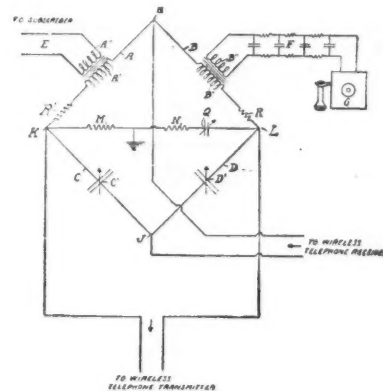 TO SUBSCRIBER
H
E
A''
A
A'
B
B''
B'
F
G
R'
R
K
M
N
Q
L
C
C'
D
D'
J
TO WIRELESS
TELEPHONE RECEIVER
TO WIRELESS
TELEPHONE TRANSMITTER